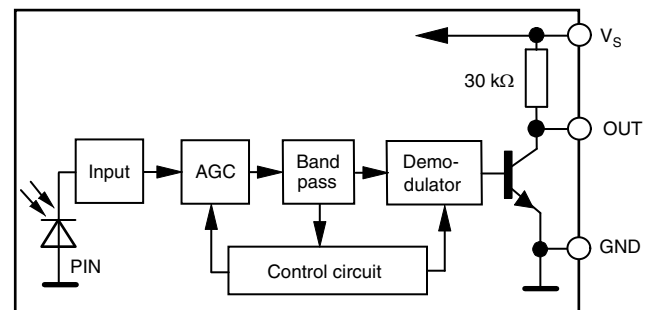 V_S
30 kΩ
OUT
Input
AGC
Band
pass
Demo-
dulator
GND
PIN
Control circuit